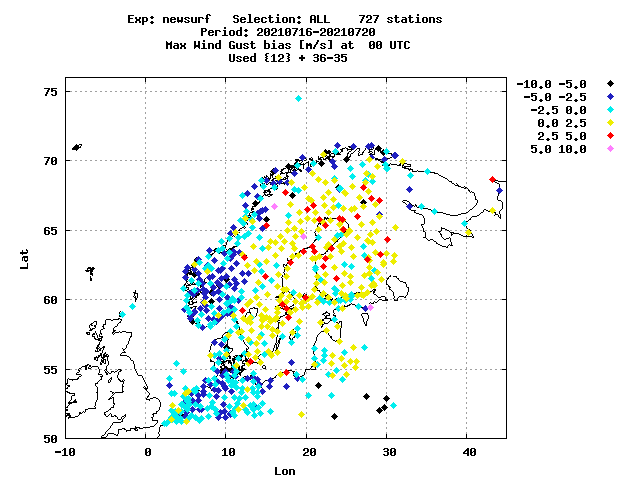 Exp: newsurf   Selection: ALL    727 stations
Period: 20210716-20210720
Max Wind Gust bias [m/s] at  00 UTC
Used {12} + 36-35
-10.0 -5.0
-5.0 -2.5
-2.5 0.0
0.0 2.5
2.5 5.0
5.0 10.0
75
70
65
60
55
50
Lat
-10 0 10 20 30 40
Lon